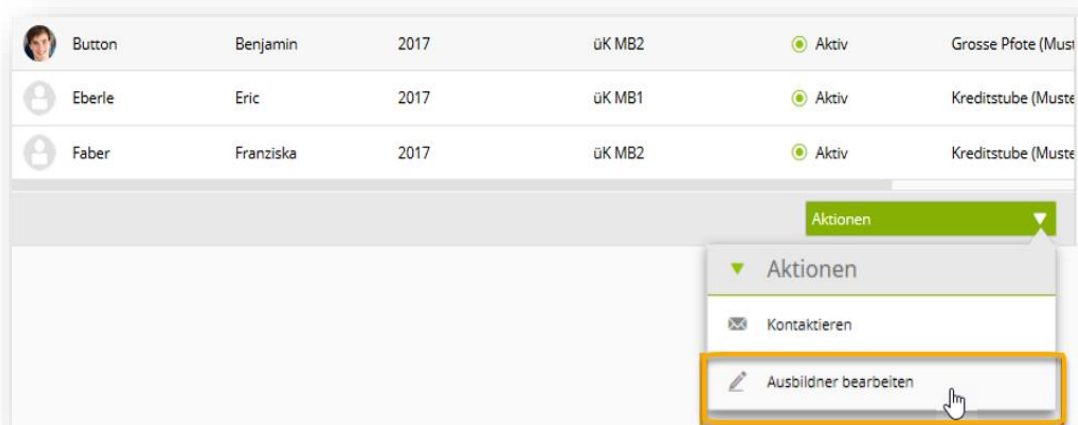 Button Benjamin 2017 üK MB2 Aktiv Grosse Pfote (Must
Eberle Eric 2017 üK MB1 Aktiv Kreditstube (Muste
Faber Franziska 2017 üK MB2 Aktiv Kreditstube (Muste
Aktionen
Aktionen
Kontaktieren
Ausbildner bearbeiten